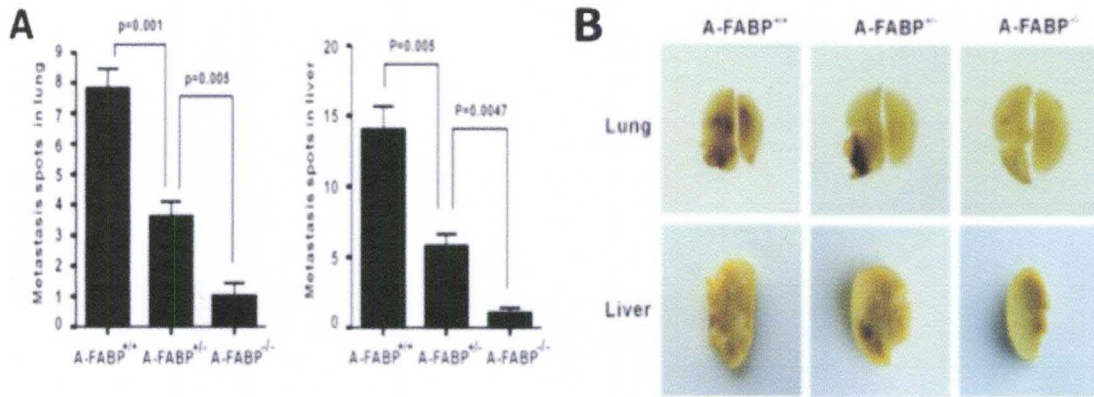 A
p=0.001
p=0.005
9
8
7
6
5
4
3
2
1
0
Metastasis spots in lung
A-FABP+/+ A-FABP+/- A-FABP-/-
P=0.005
P=0.0047
20
15
10
5
0
Metastasis spots in liver
A-FABP+/+ A-FABP+/- A-FABP-/-
B
A-FABP+/+ A-FABP+/- A-FABP-/-
Lung
Liver